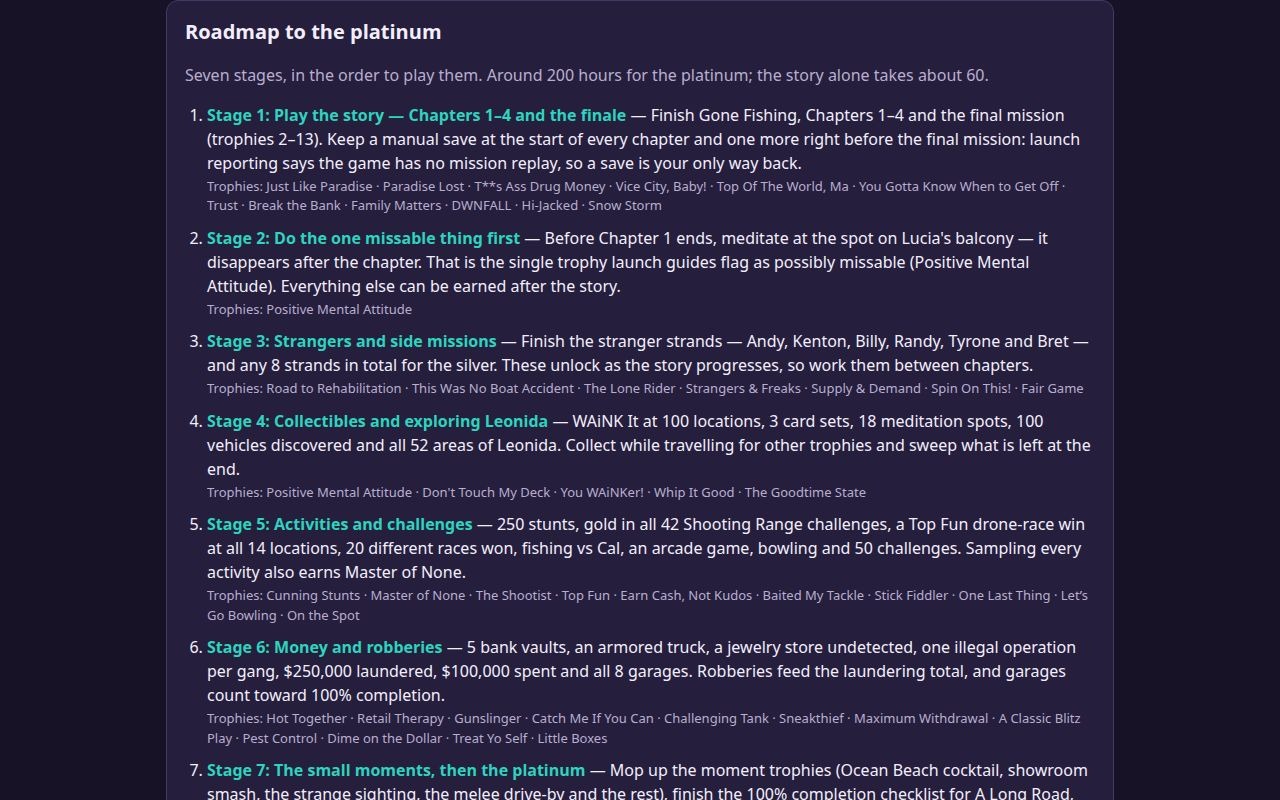 Roadmap to the platinum
Seven stages, in the order to play them. Around 200 hours for the platinum; the story alone takes about 60.
1. Stage 1: Play the story — Chapters 1–4 and the finale — Finish Gone Fishing, Chapters 1–4 and the final mission
(trophies 2–13). Keep a manual save at the start of every chapter and one more right before the final mission: launch
reporting says the game has no mission replay, so a save is your only way back.
Trophies: Just Like Paradise · Paradise Lost · T**s Ass Drug Money · Vice City, Baby! · Top Of The World, Ma · You Gotta Know When to Get Off ·
Trust · Break the Bank · Family Matters · DWNFALL · Hi-Jacked · Snow Storm
2. Stage 2: Do the one missable thing first — Before Chapter 1 ends, meditate at the spot on Lucia's balcony — it
disappears after the chapter. That is the single trophy launch guides flag as possibly missable (Positive Mental
Attitude). Everything else can be earned after the story.
Trophies: Positive Mental Attitude
3. Stage 3: Strangers and side missions — Finish the stranger strands — Andy, Kenton, Billy, Randy, Tyrone and Bret —
and any 8 strands in total for the silver. These unlock as the story progresses, so work them between chapters.
Trophies: Road to Rehabilitation · This Was No Boat Accident · The Lone Rider · Strangers & Freaks · Supply & Demand · Spin On This! · Fair Game
4. Stage 4: Collectibles and exploring Leonida — WAiNK It at 100 locations, 3 card sets, 18 meditation spots, 100
vehicles discovered and all 52 areas of Leonida. Collect while travelling for other trophies and sweep what is left at the
end.
Trophies: Positive Mental Attitude · Don't Touch My Deck · You WAiNKer! · Whip It Good · The Goodtime State
5. Stage 5: Activities and challenges — 250 stunts, gold in all 42 Shooting Range challenges, a Top Fun drone-race win
at all 14 locations, 20 different races won, fishing vs Cal, an arcade game, bowling and 50 challenges. Sampling every
activity also earns Master of None.
Trophies: Cunning Stunts · Master of None · The Shootist · Top Fun · Earn Cash, Not Kudos · Baited My Tackle · Stick Fiddler · One Last Thing · Let's
Go Bowling · On the Spot
6. Stage 6: Money and robberies — 5 bank vaults, an armored truck, a jewelry store undetected, one illegal operation
per gang, $250,000 laundered, $100,000 spent and all 8 garages. Robberies feed the laundering total, and garages
count toward 100% completion.
Trophies: Hot Together · Retail Therapy · Gunslinger · Catch Me If You Can · Challenging Tank · Sneakthief · Maximum Withdrawal · A Classic Blitz
Play · Pest Control · Dime on the Dollar · Treat Yo Self · Little Boxes
7. Stage 7: The small moments, then the platinum — Mop up the moment trophies (Ocean Beach cocktail, showroom
smash, the strange sighting, the melee drive-by and the rest), finish the 100% completion checklist for A Long Road,